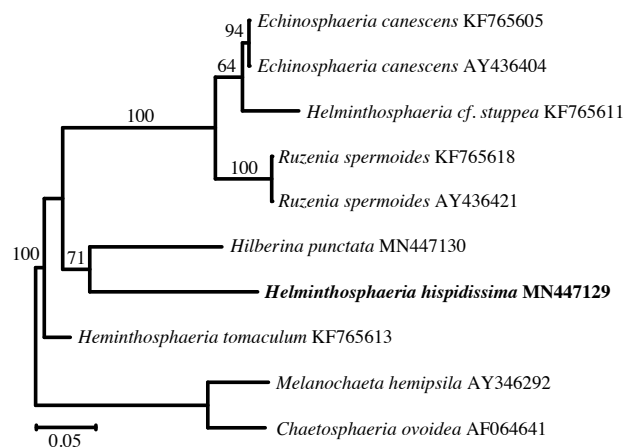 94
Echinosphaeria canescens KF765605
64
Echinosphaeria canescens AY436404
Helminthosphaeria cf. stuppea KF765611
100
Ruzenia spermoides KF765618
100
Ruzenia spermoides AY436421
Hilberina punctata MN447130
100
71
Helminthosphaeria hispidissima MN447129
Heminthosphaeria tomaculum KF765613
Melanochaeta hemipsila AY346292
Chaetosphaeria ovoidea AF064641
0.05